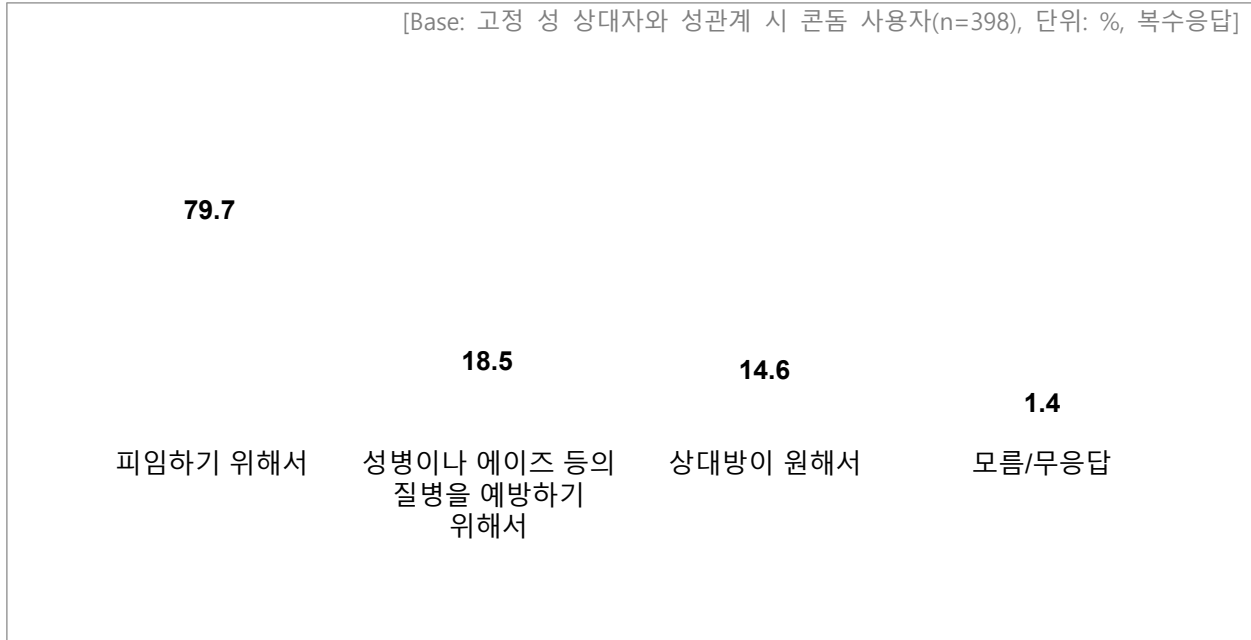 [Base: 고정 성 상대자와 성관계 시 콘돔 사용자(n=398), 단위: %, 복수응답]
79.7
18.5
14.6
1.4
피임하기 위해서
성병이나 에이즈 등의
질병을 예방하기
위해서
상대방이 원해서
모름/무응답